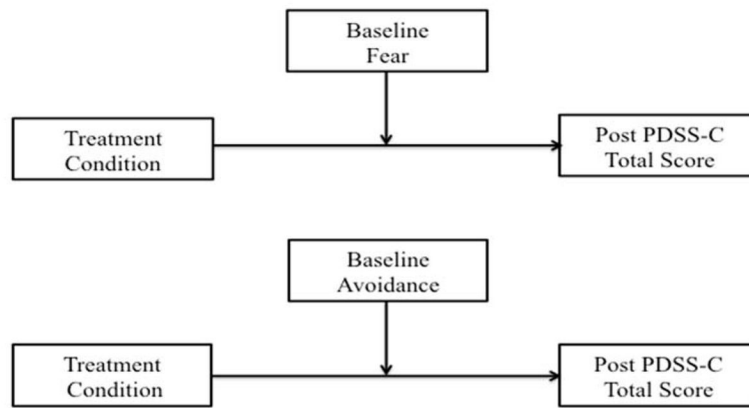 Baseline
Fear
Treatment
Condition
Post PDSS-C
Total Score
Baseline
Avoidance
Treatment
Condition
Post PDSS-C
Total Score